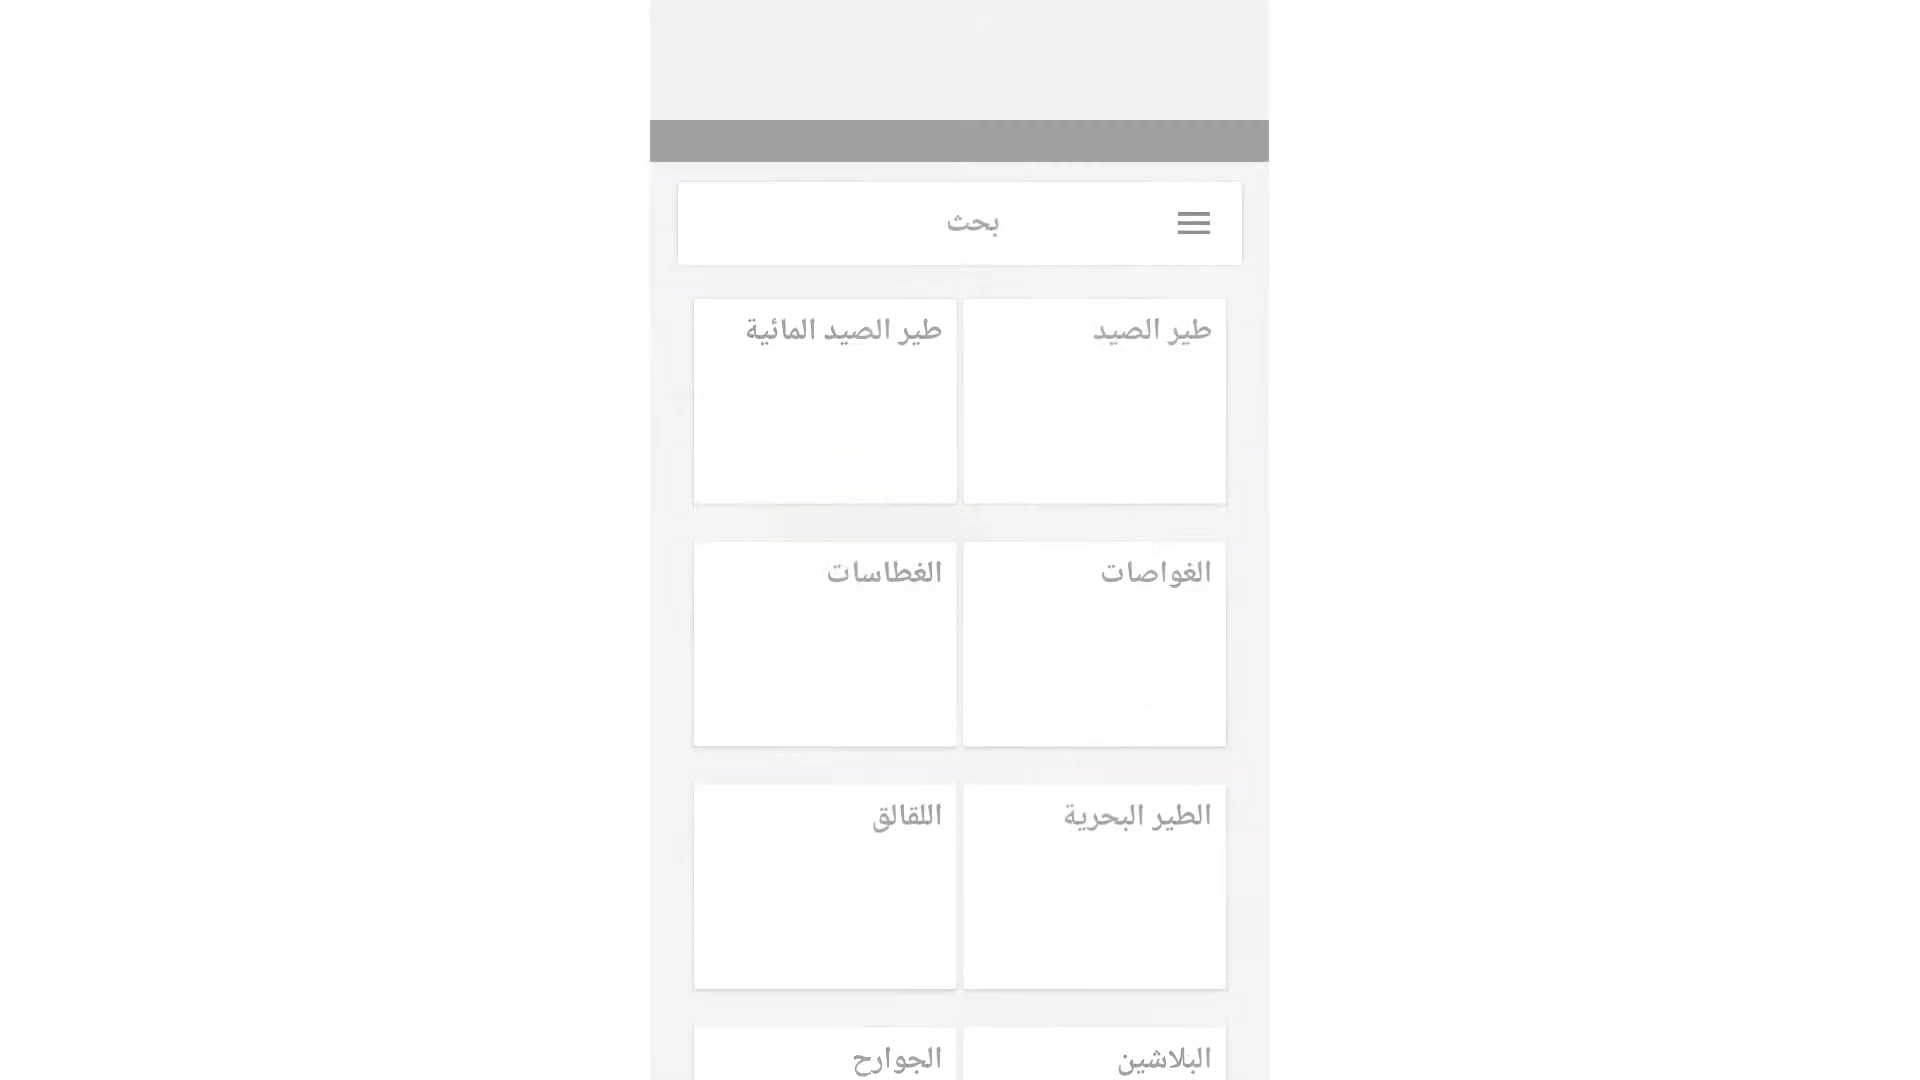 بحث
طير الصيد
طير الصيد المائية
الغواصات
الغطاسات
الطير البحرية
اللقالق
البلاشين
الجوارح